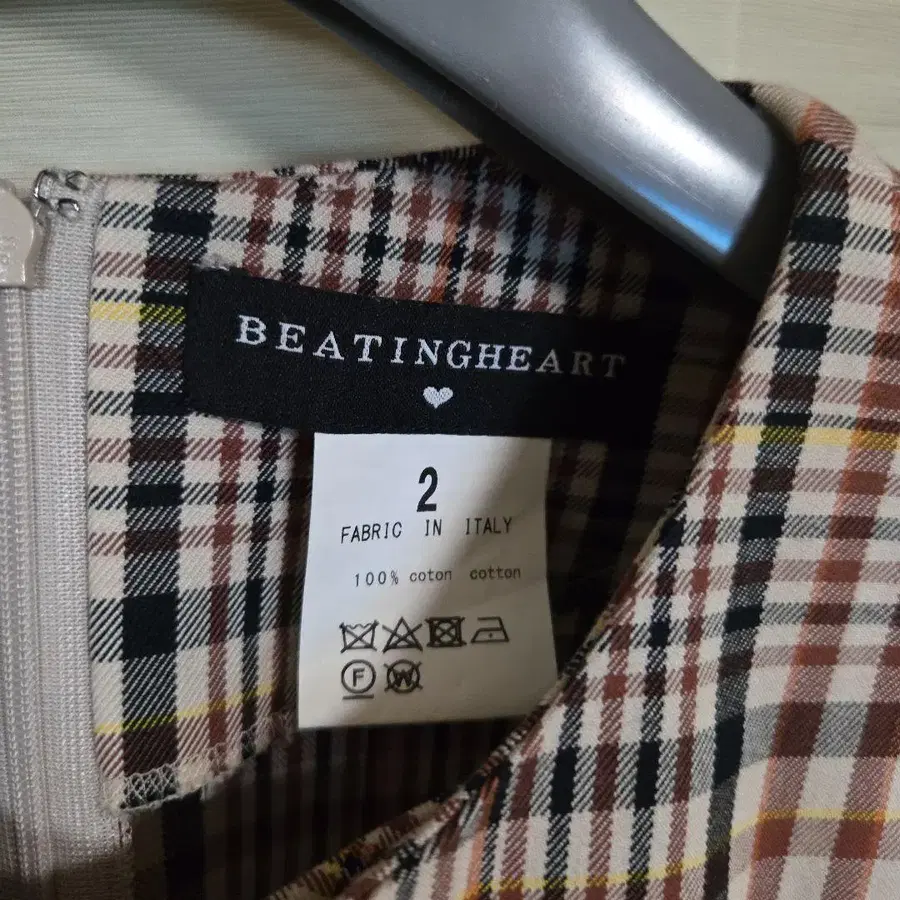 BEATINGHEART
2
FABRIC IN ITALY
100% coton cotton
F W